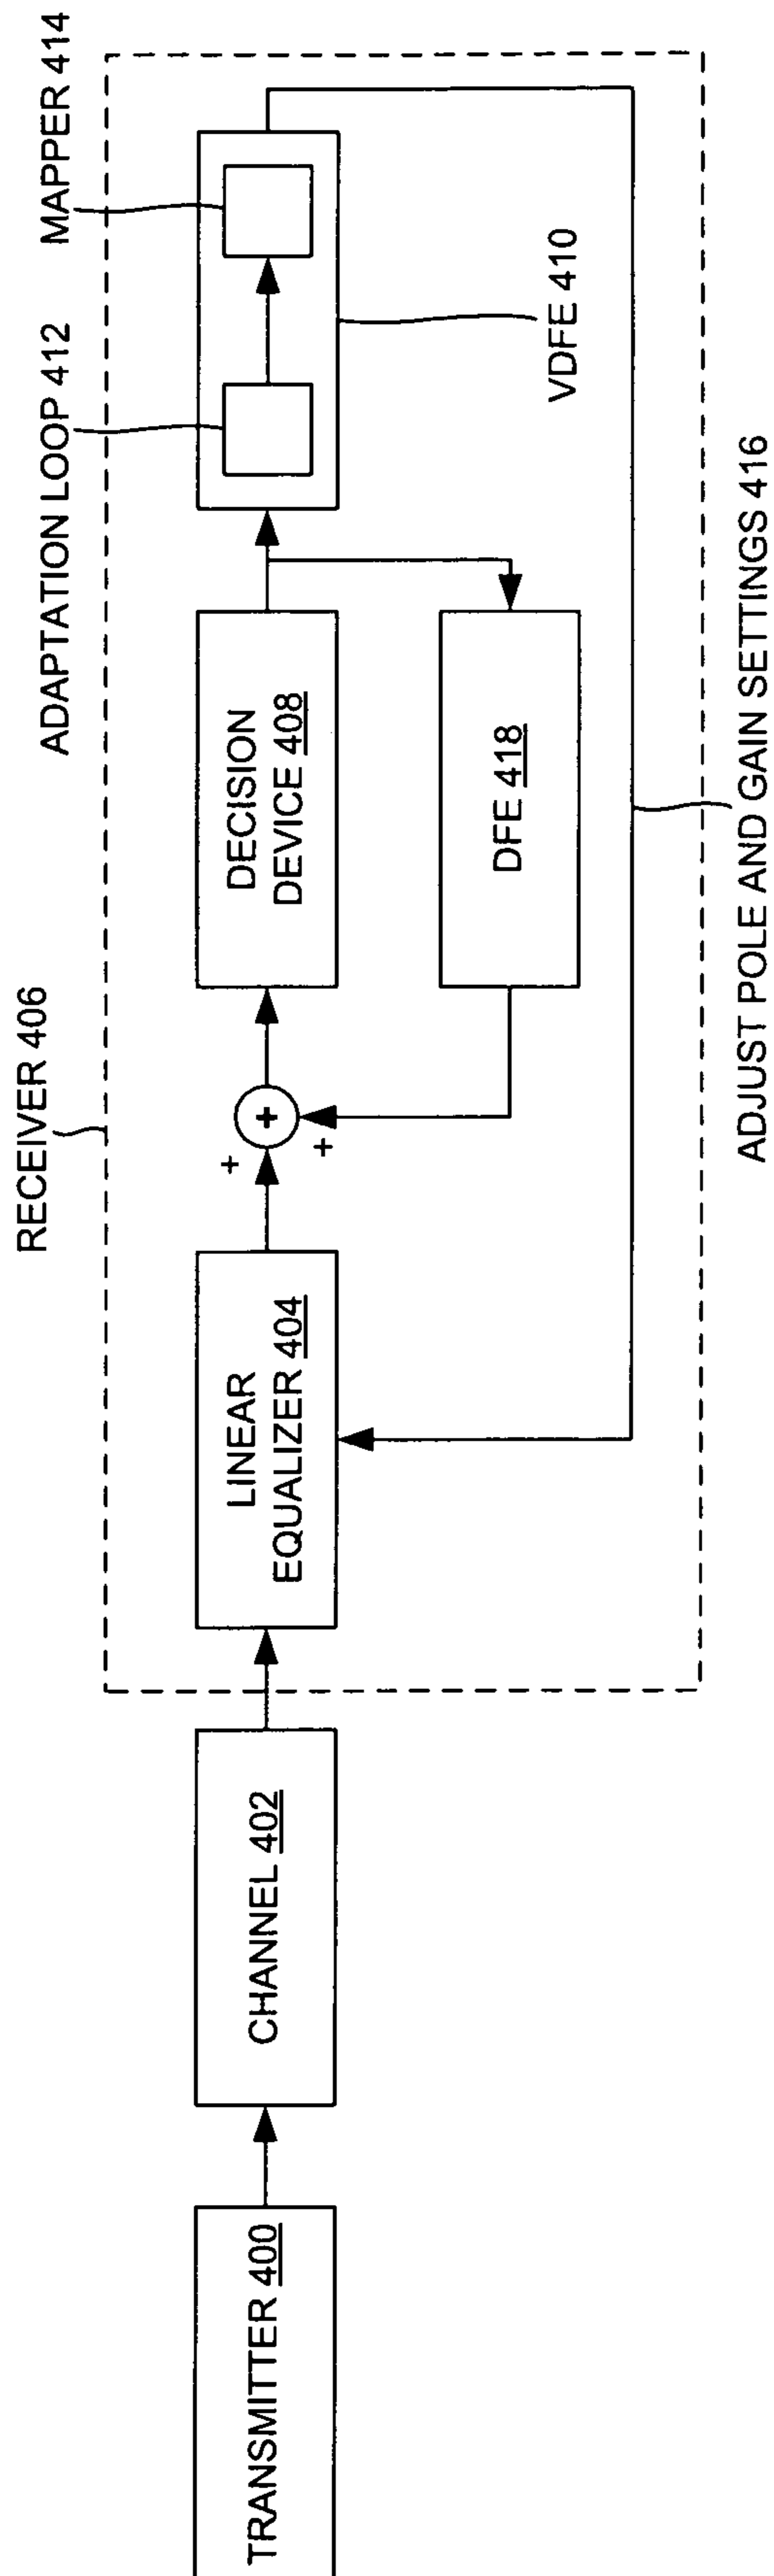 RECEIVER 406
ADAPTATION LOOP 412
MAPPER 414
TRANSMITTER 400
CHANNEL 402
LINEAR
EQUALIZER 404
+
+
+
DECISION
DEVICE 408
DFE 418
VDFE 410
ADJUST POLE AND GAIN SETTINGS 416